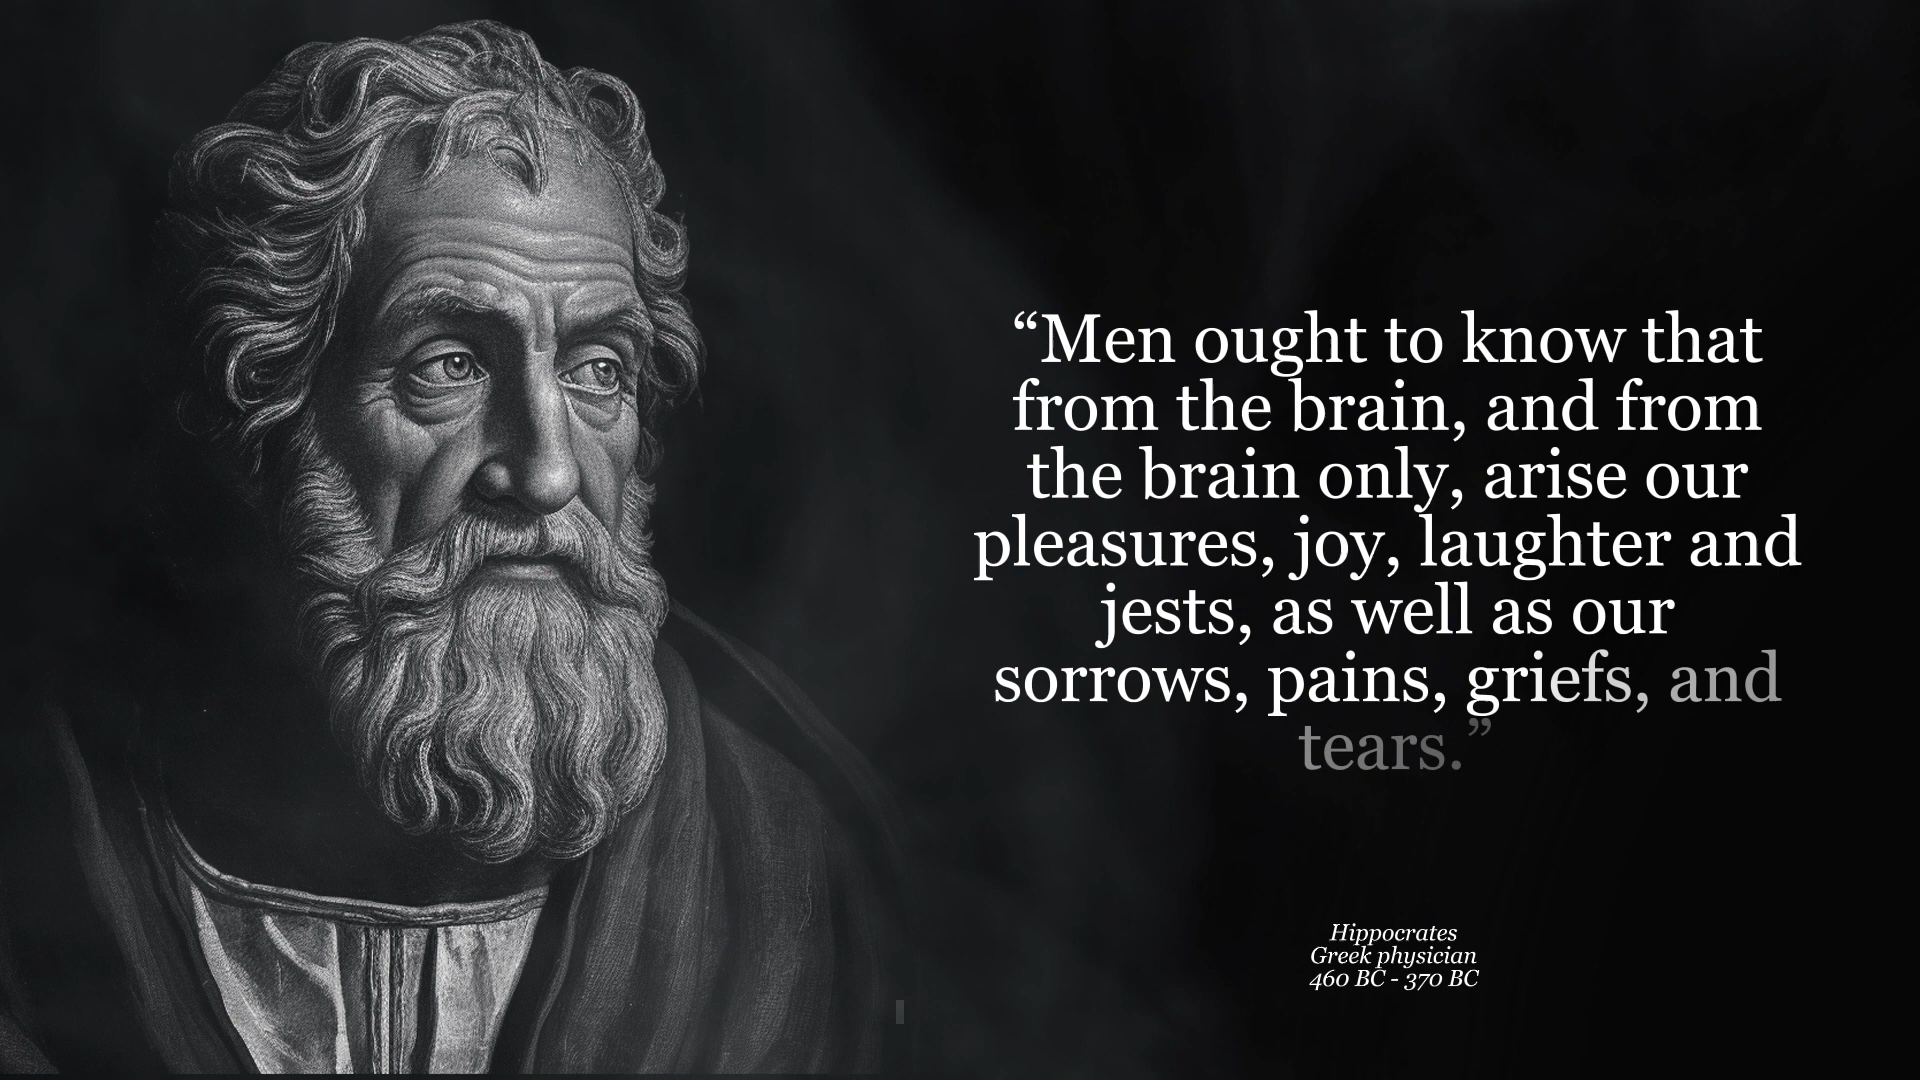 “Men ought to know that
from the brain, and from
the brain only, arise our
pleasures, joy, laughter and
jests, as well as our
sorrows, pains, griefs, and
tears.”
Hippocrates
Greek physician
460 BC - 370 BC